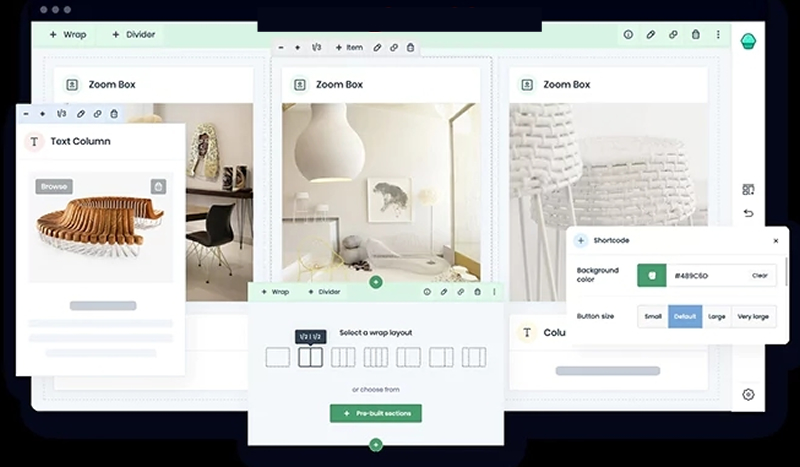 + Wrap + Divider
- + 1/3 + Item
Zoom Box
Zoom Box
Zoom Box
- + 1/3
Text Column
Browse
Shortcode
Background color
#489C6D
Clear
Button size
Small Default Large Very large
+ Wrap + Divider
Select a wrap layout
1/2 | 1/2
or choose from
+ Pre-built sections
Colu